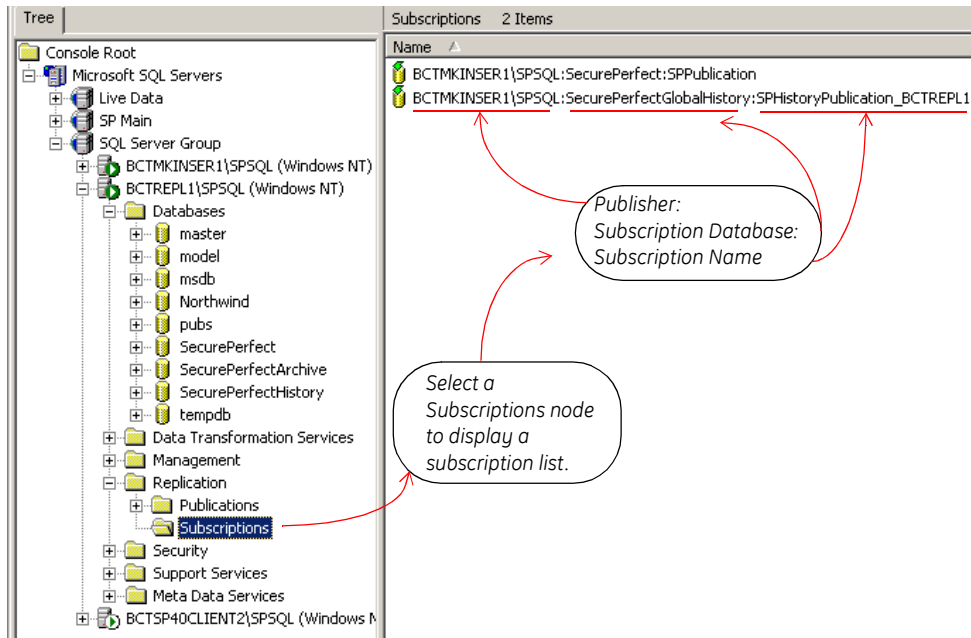 Tree
Console Root
Microsoft SQL Servers
Live Data
SP Main
SQL Server Group
BCTMKINSER1\SPSQL (Windows NT)
BCTREPL1\SPSQL (Windows NT)
Databases
master
model
msdb
Northwind
pubs
SecurePerfect
SecurePerfectArchive
SecurePerfectHistory
tempdb
Data Transformation Services
Management
Replication
Publications
Subscriptions
Security
Support Services
Meta Data Services
BCTSP40CLIENT2\SPSQL (Windows N
Subscriptions 2 Items
Name
BCTMKINSER1\SPSQL:SecurePerfect:SPPublication
BCTMKINSER1\SPSQL:SecurePerfectGlobalHistory:SPHistoryPublication_BCTREPL1
Publisher:
Subscription Database:
Subscription Name
Select a
Subscriptions node
to display a
subscription list.